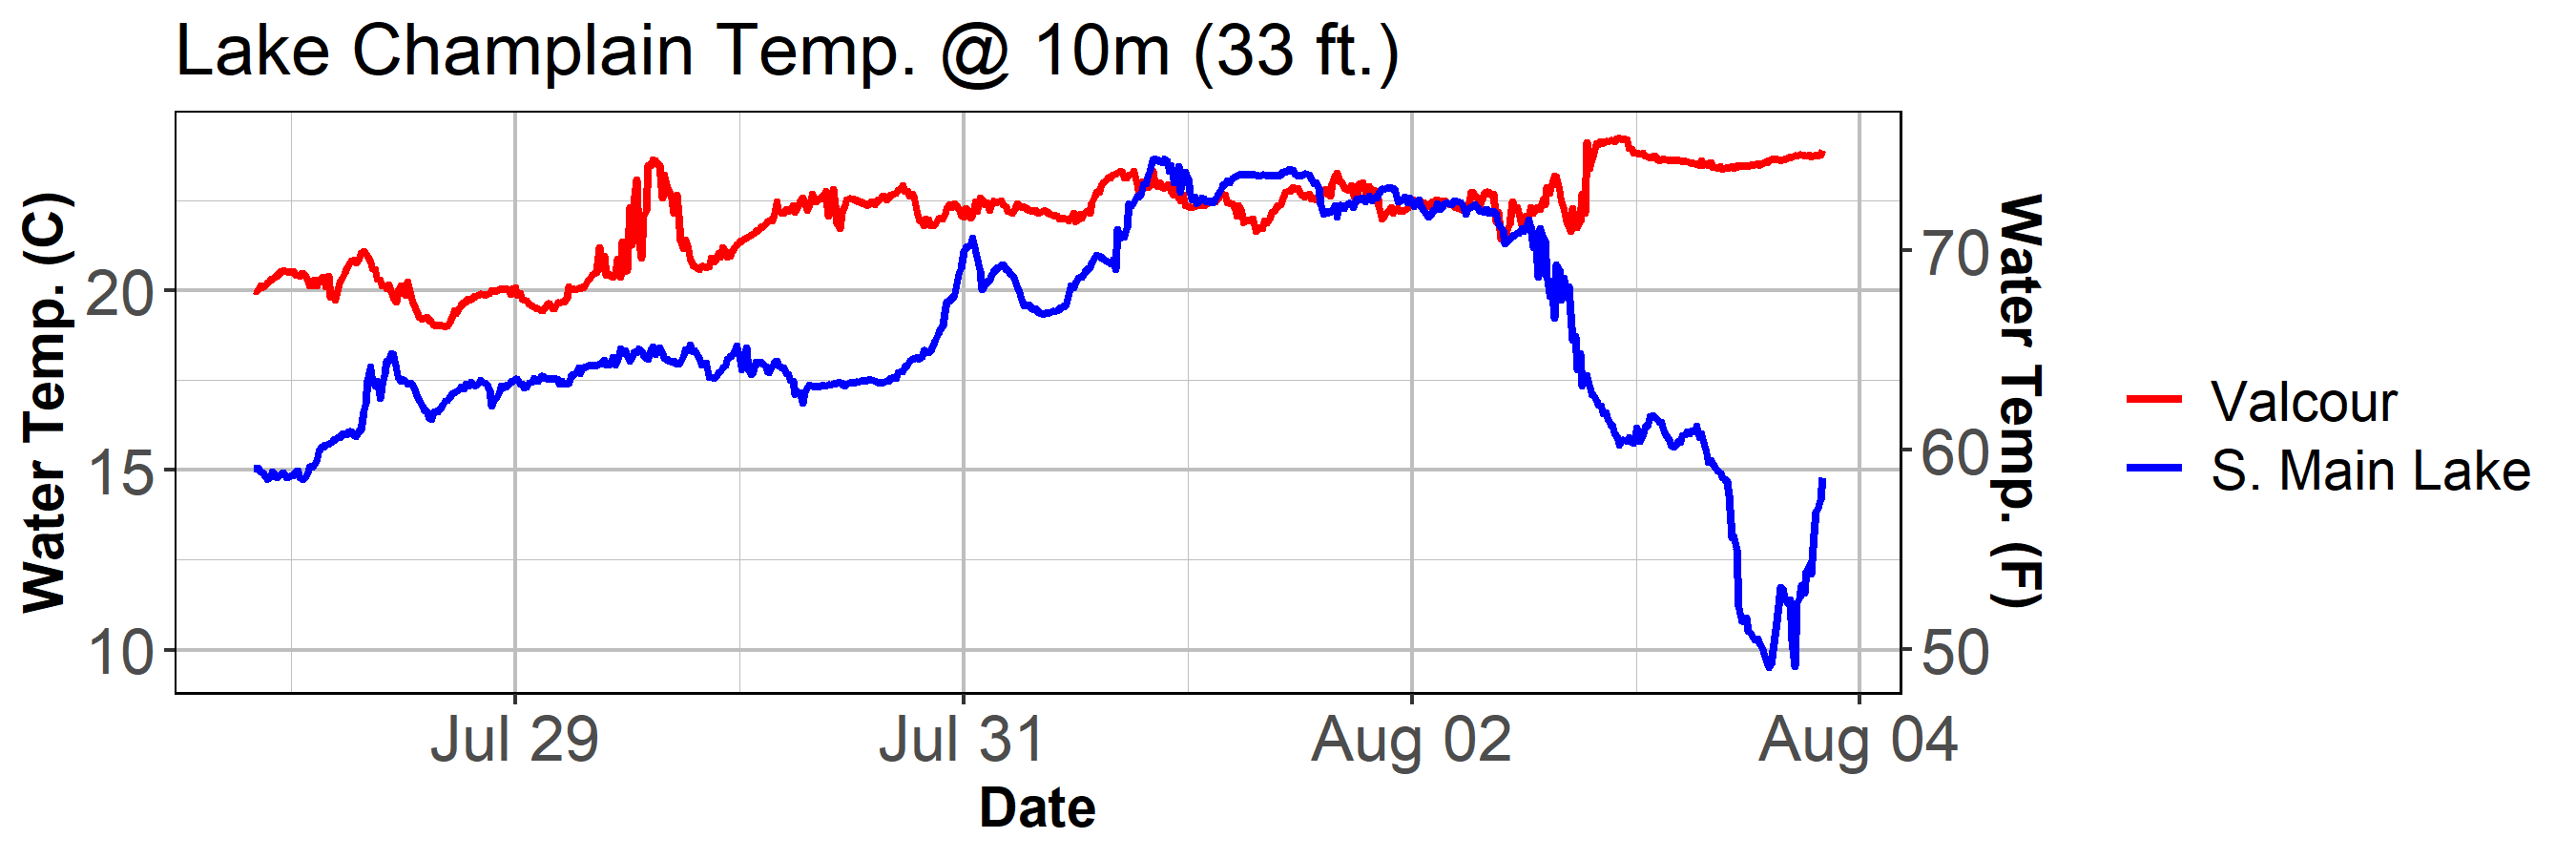 Lake Champlain Temp. @ 10m (33 ft.)
Water Temp. (C)
20
15
10
70
60
50
Water Temp. (F)
Jul 29
Jul 31
Aug 02
Aug 04
Date
Valcour
S. Main Lake